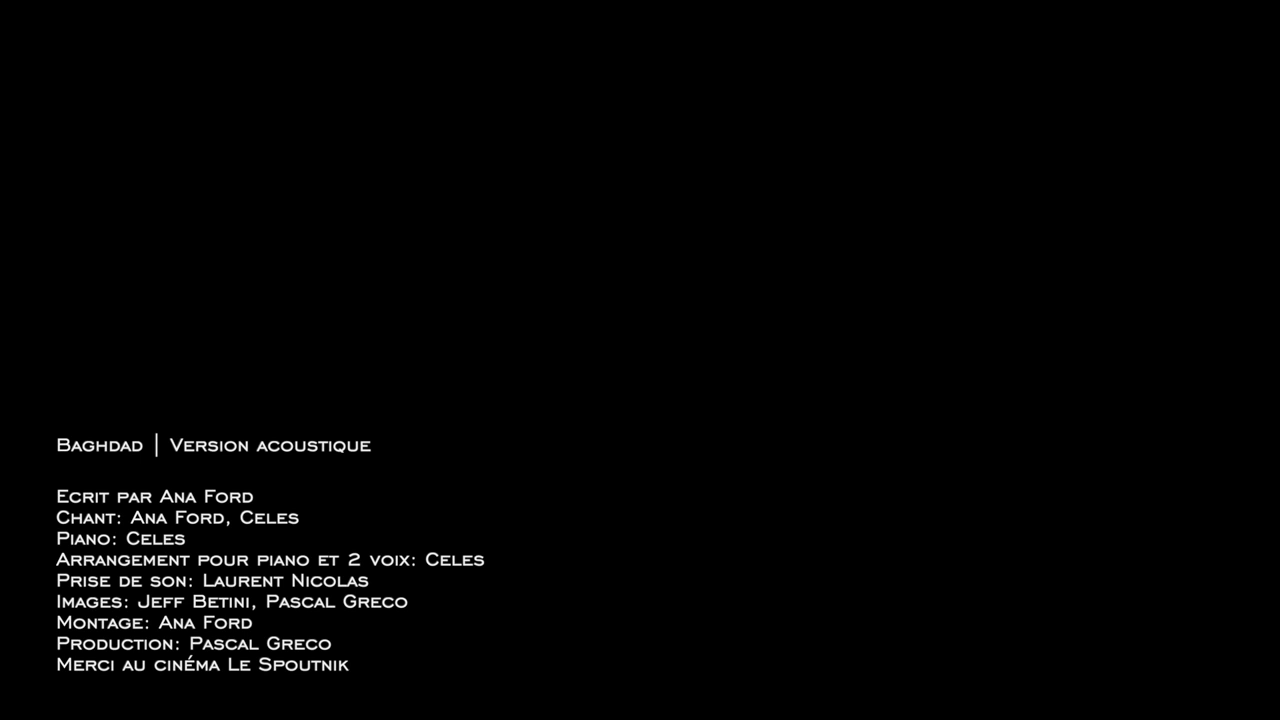 Baghdad | Version acoustique
Ecrit par Ana Ford
Chant: Ana Ford, Celes
Piano: Celes
Arrangement pour piano et 2 voix: Celes
Prise de son: Laurent Nicolas
Images: Jeff Betini, Pascal Greco
Montage: Ana Ford
Production: Pascal Greco
Merci au cinéma Le Spoutnik